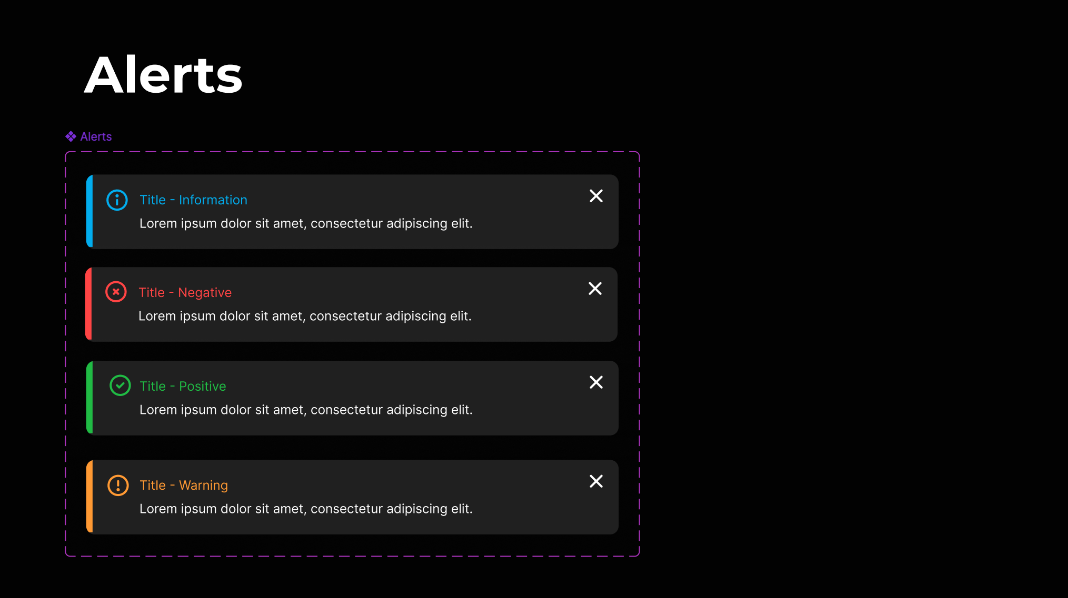 Alerts
Alerts
Title - Information
Lorem ipsum dolor sit amet, consectetur adipiscing elit.
Title - Negative
Lorem ipsum dolor sit amet, consectetur adipiscing elit.
Title - Positive
Lorem ipsum dolor sit amet, consectetur adipiscing elit.
Title - Warning
Lorem ipsum dolor sit amet, consectetur adipiscing elit.